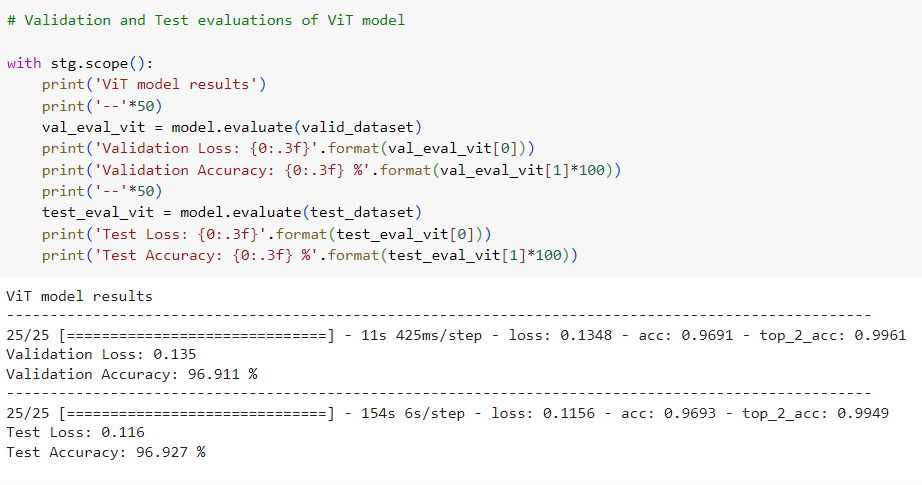 # Validation and Test evaluations of ViT model
with stg.scope():
    print('ViT model results')
    print('--'*50)
    val_eval_vit = model.evaluate(valid_dataset)
    print('Validation Loss: {0:.3f}'.format(val_eval_vit[0]))
    print('Validation Accuracy: {0:.3f} %'.format(val_eval_vit[1]*100))
    print('--'*50)
    test_eval_vit = model.evaluate(test_dataset)
    print('Test Loss: {0:.3f}'.format(test_eval_vit[0]))
    print('Test Accuracy: {0:.3f} %'.format(test_eval_vit[1]*100))
ViT model results
----------------------------------------------------------------------------------------------------
25/25 [==============================] - 11s 425ms/step - loss: 0.1348 - acc: 0.9691 - top_2_acc: 0.9961
Validation Loss: 0.135
Validation Accuracy: 96.911 %
----------------------------------------------------------------------------------------------------
25/25 [==============================] - 154s 6s/step - loss: 0.1156 - acc: 0.9693 - top_2_acc: 0.9949
Test Loss: 0.116
Test Accuracy: 96.927 %